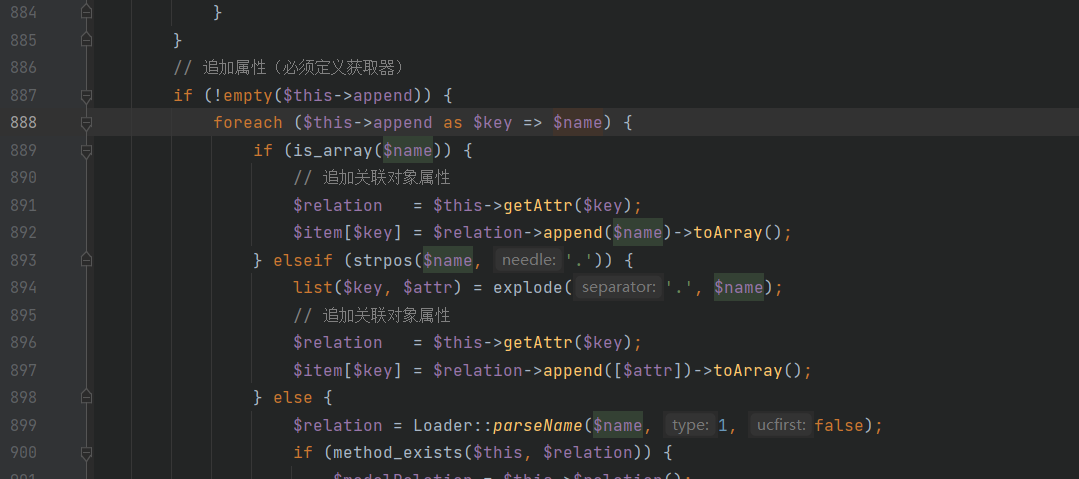 884 }
885 }
886 // 追加属性（必须定义获取器）
887 if (!empty($this->append)) {
888 foreach ($this->append as $key => $name) {
889 if (is_array($name)) {
890 // 追加关联对象属性
891 $relation   = $this->getAttr($key);
892 $item[$key] = $relation->append($name)->toArray();
893 } elseif (strpos($name, needle: '.')) {
894 list($key, $attr) = explode(separator: '.', $name);
895 // 追加关联对象属性
896 $relation   = $this->getAttr($key);
897 $item[$key] = $relation->append([$attr])->toArray();
898 } else {
899 $relation = Loader::parseName($name, type: 1, ucfirst: false);
900 if (method_exists($this, $relation)) {
901 $modelRelation = $this->$relation();